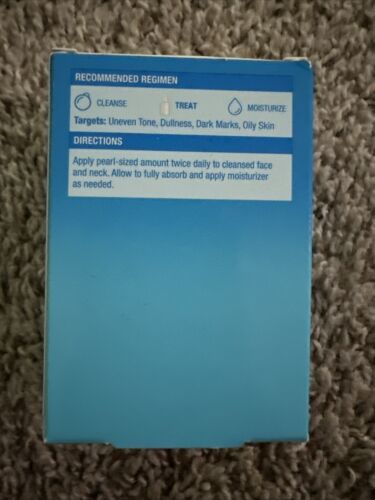 RECOMMENDED REGIMEN
CLEANSE TREAT MOISTURIZE
Targets: Uneven Tone, Dullness, Dark Marks, Oily Skin
DIRECTIONS
Apply pearl-sized amount twice daily to cleansed face
and neck. Allow to fully absorb and apply moisturizer
as needed.